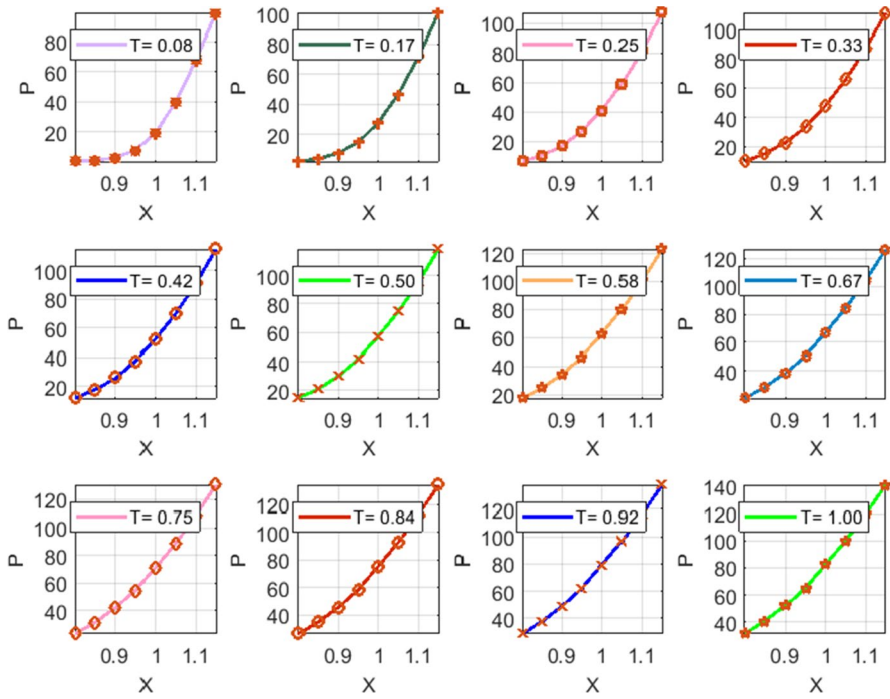 100
80
60
40
20
P
T= 0.08
0.9 1 1.1
X
100
80
60
40
20
P
T= 0.17
0.9 1 1.1
X
100
80
60
40
20
P
T= 0.25
0.9 1 1.1
X
100
80
60
40
20
P
T= 0.33
0.9 1 1.1
X
100
80
60
40
20
P
T= 0.42
0.9 1 1.1
X
100
80
60
40
20
P
T= 0.50
0.9 1 1.1
X
120
100
80
60
40
20
P
T= 0.58
0.9 1 1.1
X
120
100
80
60
40
P
T= 0.67
0.9 1 1.1
X
120
100
80
60
40
P
T= 0.75
0.9 1 1.1
X
120
100
80
60
40
P
T= 0.84
0.9 1 1.1
X
120
100
80
60
40
P
T= 0.92
0.9 1 1.1
X
140
120
100
80
60
40
P
T= 1.00
0.9 1 1.1
X